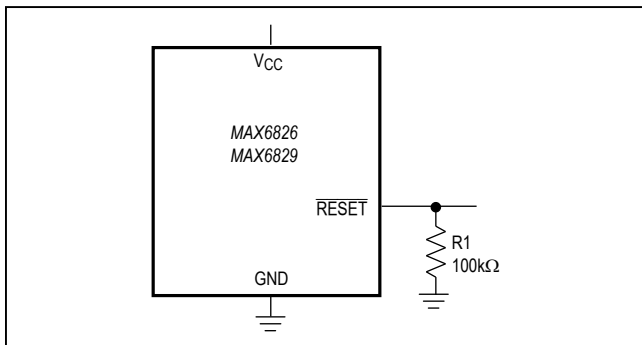 VCC
MAX6826
MAX6829
RESET
R1
100kΩ
GND